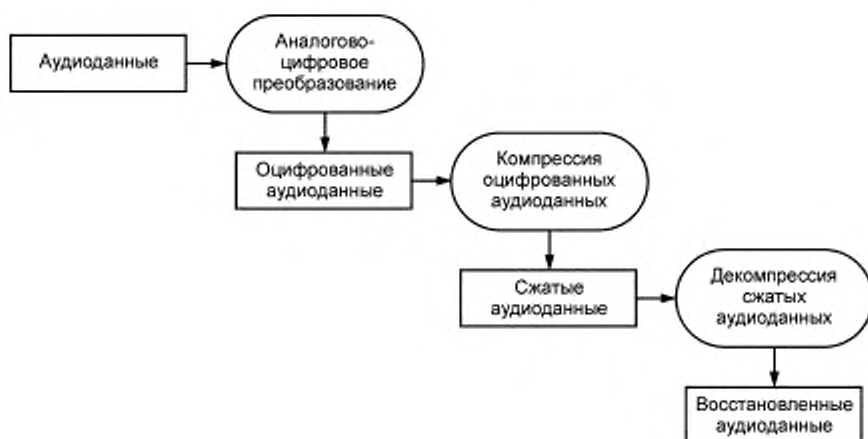 Аудиоданные
Аналогово-
цифровое
преобразование
Оцифрованные
аудиоданные
Компрессия
оцифрованных
аудиоданных
Сжатые
аудиоданные
Декомпрессия
сжатых
аудиоданных
Восстановленные
аудиоданные